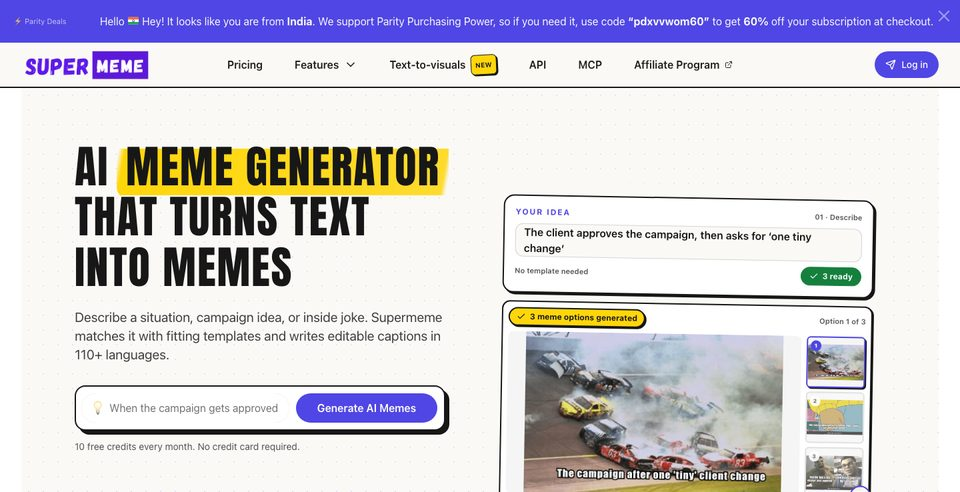 ⚡ Parity Deals
Hello 🇮🇳 Hey! It looks like you are from India. We support Parity Purchasing Power, so if you need it, use code “pdxvvwom60” to get 60% off your subscription at checkout.
SUPER MEME
Pricing
Features
Text-to-visuals NEW
API
MCP
Affiliate Program
Log in
AI MEME GENERATOR
THAT TURNS TEXT
INTO MEMES
Describe a situation, campaign idea, or inside joke. Supermeme
matches it with fitting templates and writes editable captions in
110+ languages.
💡 When the campaign gets approved
Generate AI Memes
10 free credits every month. No credit card required.
YOUR IDEA
01 · Describe
The client approves the campaign, then asks for ‘one tiny
change’
No template needed
✓ 3 ready
✓ 3 meme options generated
Option 1 of 3
The campaign after one 'tiny' client change
1
2
3